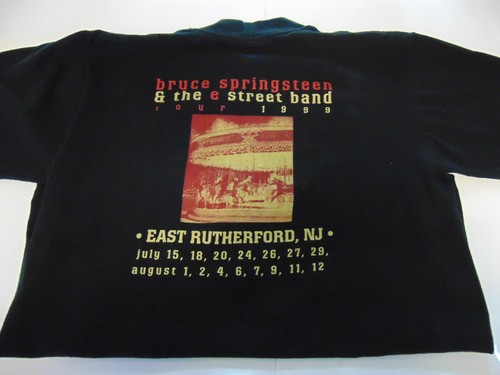 bruce springsteen
& the e street band
tour 1999
• EAST RUTHERFORD, NJ •
july 15, 18, 20, 24, 26, 27, 29,
august 1, 2, 4, 6, 7, 9, 11, 12